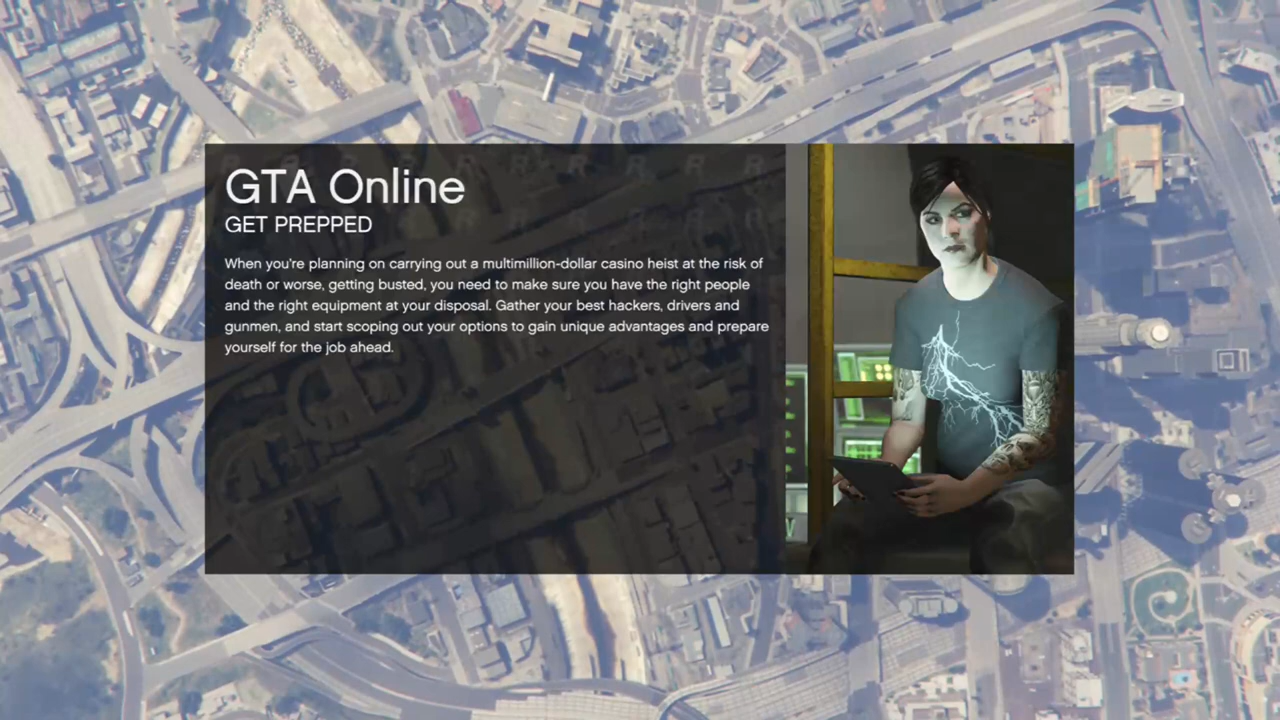 GTA Online
GET PREPPED
When you're planning on carrying out a multimillion-dollar casino heist at the risk of
death or worse, getting busted, you need to make sure you have the right people
and the right equipment at your disposal. Gather your best hackers, drivers and
gunmen, and start scoping out your options to gain unique advantages and prepare
yourself for the job ahead.